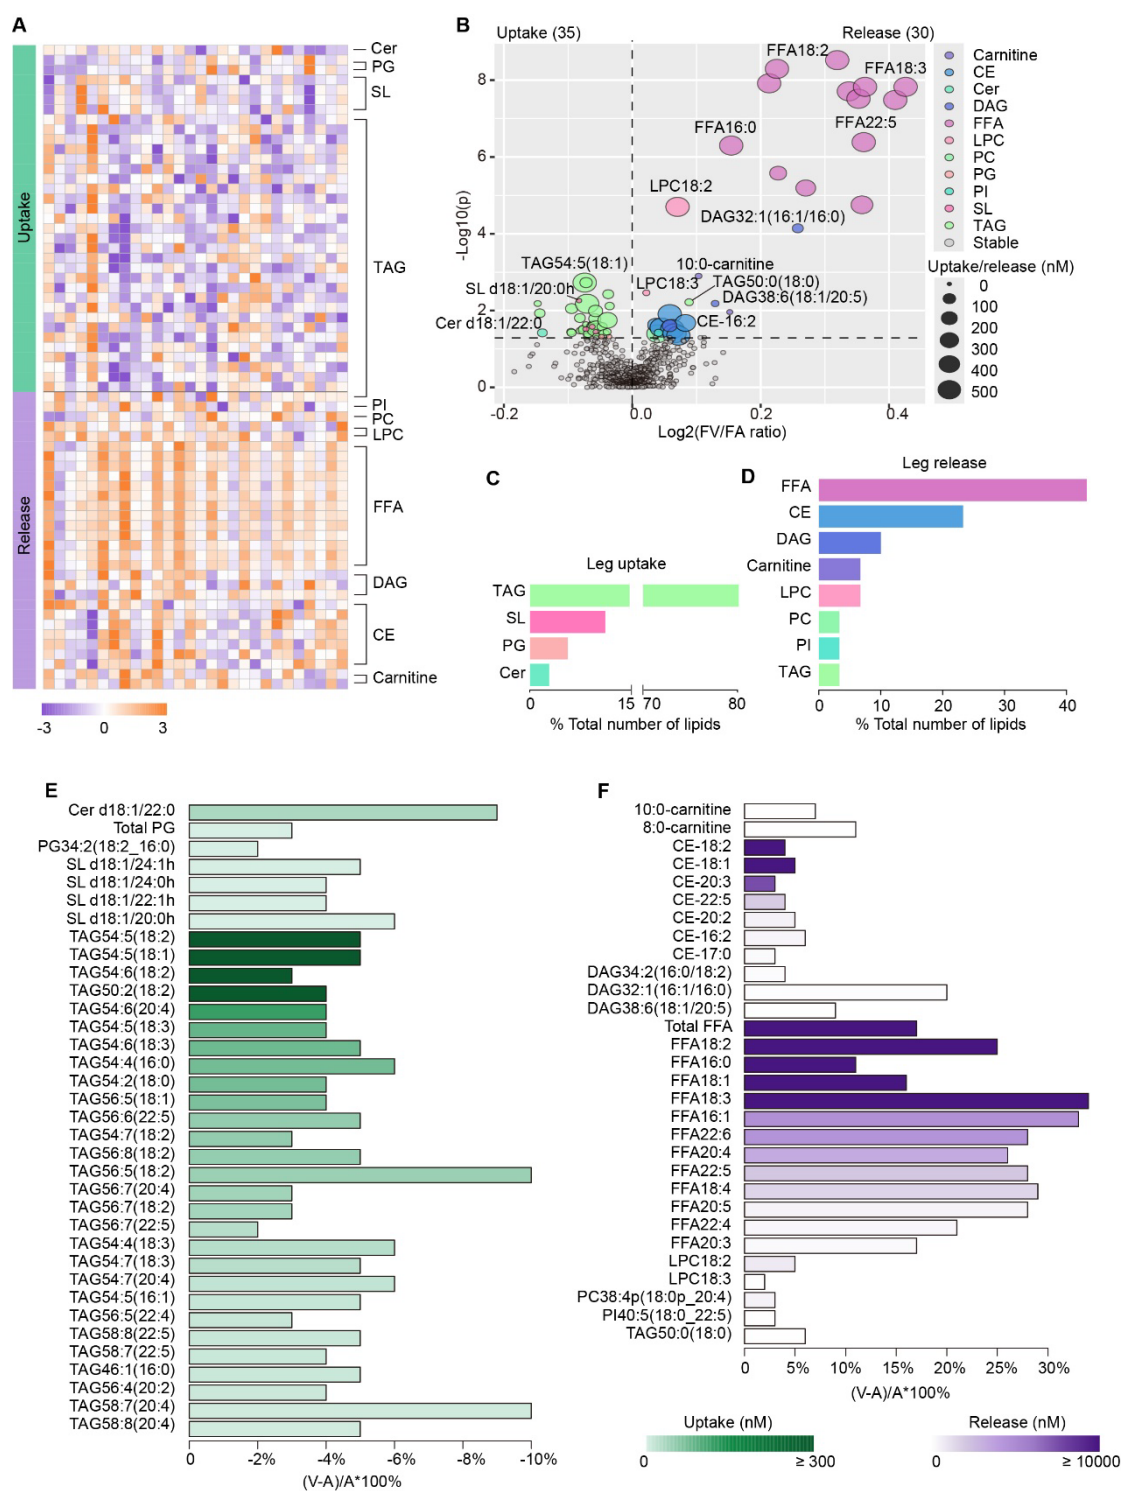 A
Uptake
Release
Cer
PG
SL
TAG
PI
PC
LPC
FFA
DAG
CE
Carnitine
-3
0
3
B
Uptake (35)
Release (30)
-Log10(p)
8
6
4
2
0
-0.2
0.0
0.2
0.4
Log2(FV/FA ratio)
FFA18:2
FFA18:3
FFA16:0
FFA22:5
LPC18:2
DAG32:1(16:1/16:0)
TAG54:5(18:1)
10:0-carnitine
SL d18:1/20:0h
LPC18:3
TAG50:0(18:0)
DAG38:6(18:1/20:5)
Cer d18:1/22:0
CE-16:2
Carnitine
CE
Cer
DAG
FFA
LPC
PC
PG
PI
SL
TAG
Stable
Uptake/release (nM)
0
100
200
300
400
500
C
Leg uptake
TAG
SL
PG
Cer
0
15
70
80
% Total number of lipids
D
Leg release
FFA
CE
DAG
Carnitine
LPC
PC
PI
TAG
0
10
20
30
40
% Total number of lipids
E
Cer d18:1/22:0
Total PG
PG34:2(18:2_16:0)
SL d18:1/24:1h
SL d18:1/24:0h
SL d18:1/22:1h
SL d18:1/20:0h
TAG54:5(18:2)
TAG54:5(18:1)
TAG54:6(18:2)
TAG50:2(18:2)
TAG54:6(20:4)
TAG54:5(18:3)
TAG54:6(18:3)
TAG54:4(16:0)
TAG54:2(18:0)
TAG56:5(18:1)
TAG56:6(22:5)
TAG54:7(18:2)
TAG56:8(18:2)
TAG56:5(18:2)
TAG56:7(20:4)
TAG56:7(18:2)
TAG56:7(22:5)
TAG54:4(18:3)
TAG54:7(18:3)
TAG54:7(20:4)
TAG54:5(16:1)
TAG56:5(22:4)
TAG58:8(22:5)
TAG58:7(22:5)
TAG46:1(16:0)
TAG56:4(20:2)
TAG58:7(20:4)
TAG58:8(20:4)
0
-2%
-4%
-6%
-8%
-10%
(V-A)/A*100%
F
10:0-carnitine
8:0-carnitine
CE-18:2
CE-18:1
CE-20:3
CE-22:5
CE-20:2
CE-16:2
CE-17:0
DAG34:2(16:0/18:2)
DAG32:1(16:1/16:0)
DAG38:6(18:1/20:5)
Total FFA
FFA18:2
FFA16:0
FFA18:1
FFA18:3
FFA16:1
FFA22:6
FFA20:4
FFA22:5
FFA18:4
FFA20:5
FFA22:4
FFA20:3
LPC18:2
LPC18:3
PC38:4p(18:0p_20:4)
PI40:5(18:0_22:5)
TAG50:0(18:0)
0
5%
10%
15%
20%
25%
30%
(V-A)/A*100%
Uptake (nM)
0
≥ 300
Release (nM)
0
≥ 10000